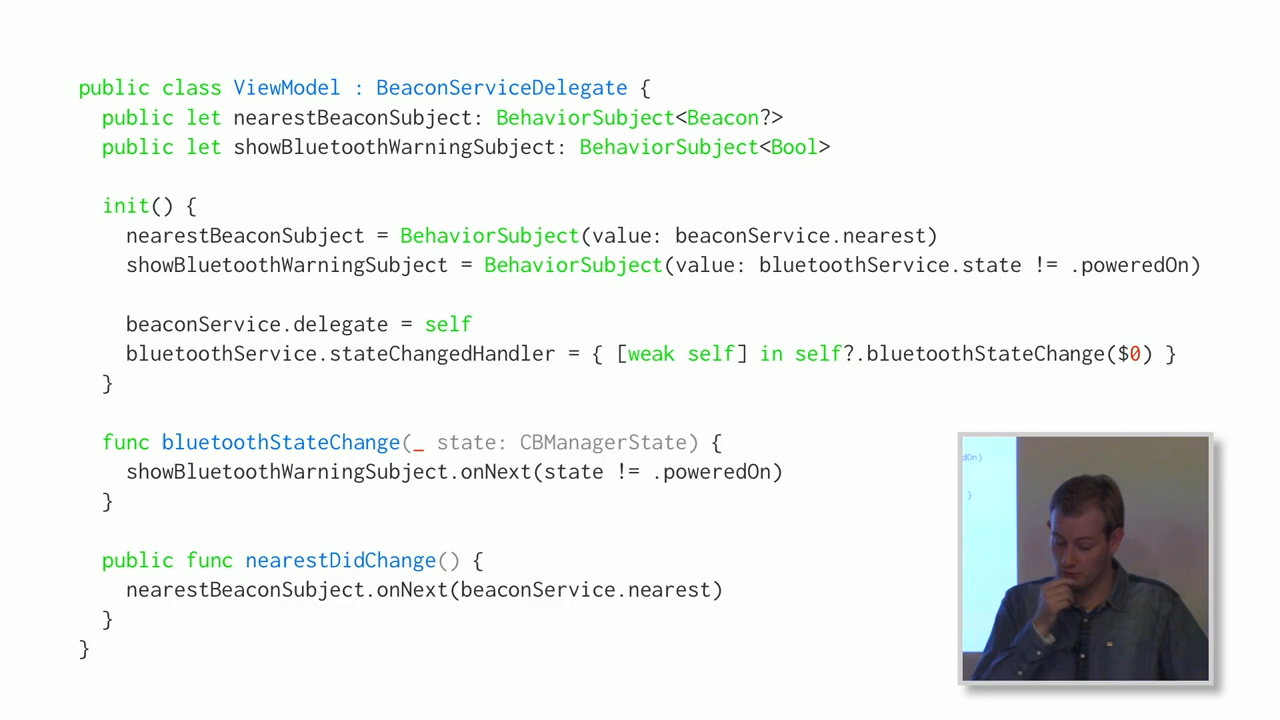 public class ViewModel : BeaconServiceDelegate {
  public let nearestBeaconSubject: BehaviorSubject<Beacon?>
  public let showBluetoothWarningSubject: BehaviorSubject<Bool>

  init() {
    nearestBeaconSubject = BehaviorSubject(value: beaconService.nearest)
    showBluetoothWarningSubject = BehaviorSubject(value: bluetoothService.state != .poweredOn)

    beaconService.delegate = self
    bluetoothService.stateChangedHandler = { [weak self] in self?.bluetoothStateChange($0) }
  }

  func bluetoothStateChange(_ state: CBManagerState) {
    showBluetoothWarningSubject.onNext(state != .poweredOn)
  }

  public func nearestDidChange() {
    nearestBeaconSubject.onNext(beaconService.nearest)
  }
}
dOn)
}